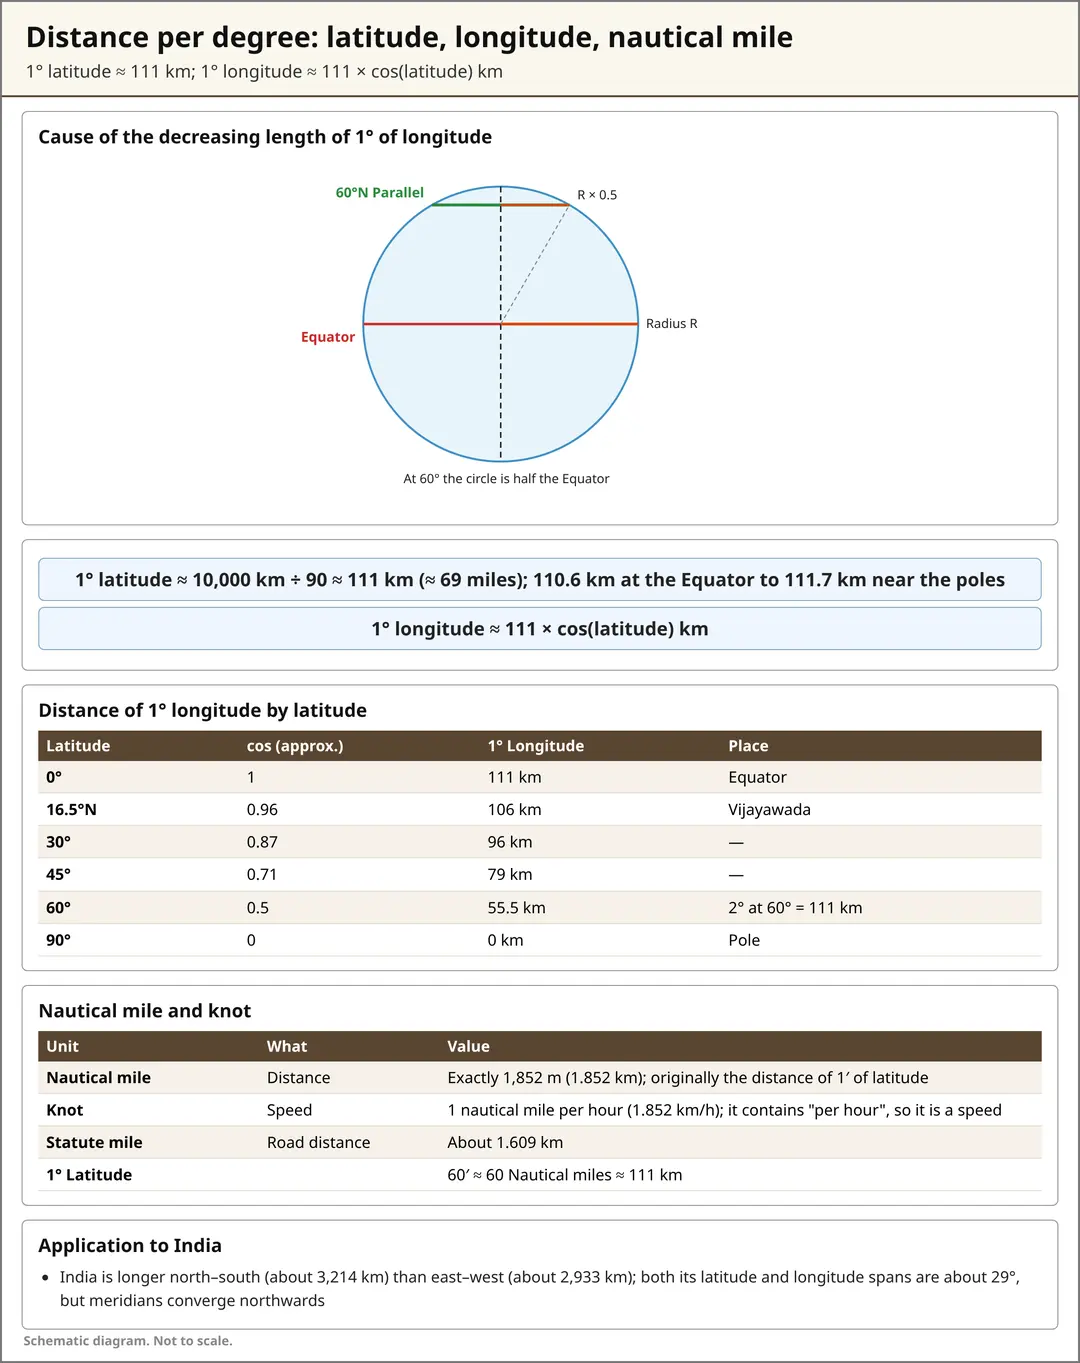 Distance per degree: latitude, longitude, nautical mile
1° latitude ≈ 111 km; 1° longitude ≈ 111 × cos(latitude) km
Cause of the decreasing length of 1° of longitude
60°N Parallel
R × 0.5
Equator
Radius R
At 60° the circle is half the Equator
1° latitude ≈ 10,000 km ÷ 90 ≈ 111 km (≈ 69 miles); 110.6 km at the Equator to 111.7 km near the poles
1° longitude ≈ 111 × cos(latitude) km
Distance of 1° longitude by latitude
Latitude cos (approx.) 1° Longitude Place
0° 1 111 km Equator
16.5°N 0.96 106 km Vijayawada
30° 0.87 96 km —
45° 0.71 79 km —
60° 0.5 55.5 km 2° at 60° = 111 km
90° 0 0 km Pole
Nautical mile and knot
Unit What Value
Nautical mile Distance Exactly 1,852 m (1.852 km); originally the distance of 1′ of latitude
Knot Speed 1 nautical mile per hour (1.852 km/h); it contains "per hour", so it is a speed
Statute mile Road distance About 1.609 km
1° Latitude 60′ ≈ 60 Nautical miles ≈ 111 km
Application to India
• India is longer north–south (about 3,214 km) than east–west (about 2,933 km); both its latitude and longitude spans are about 29°,
but meridians converge northwards
Schematic diagram. Not to scale.